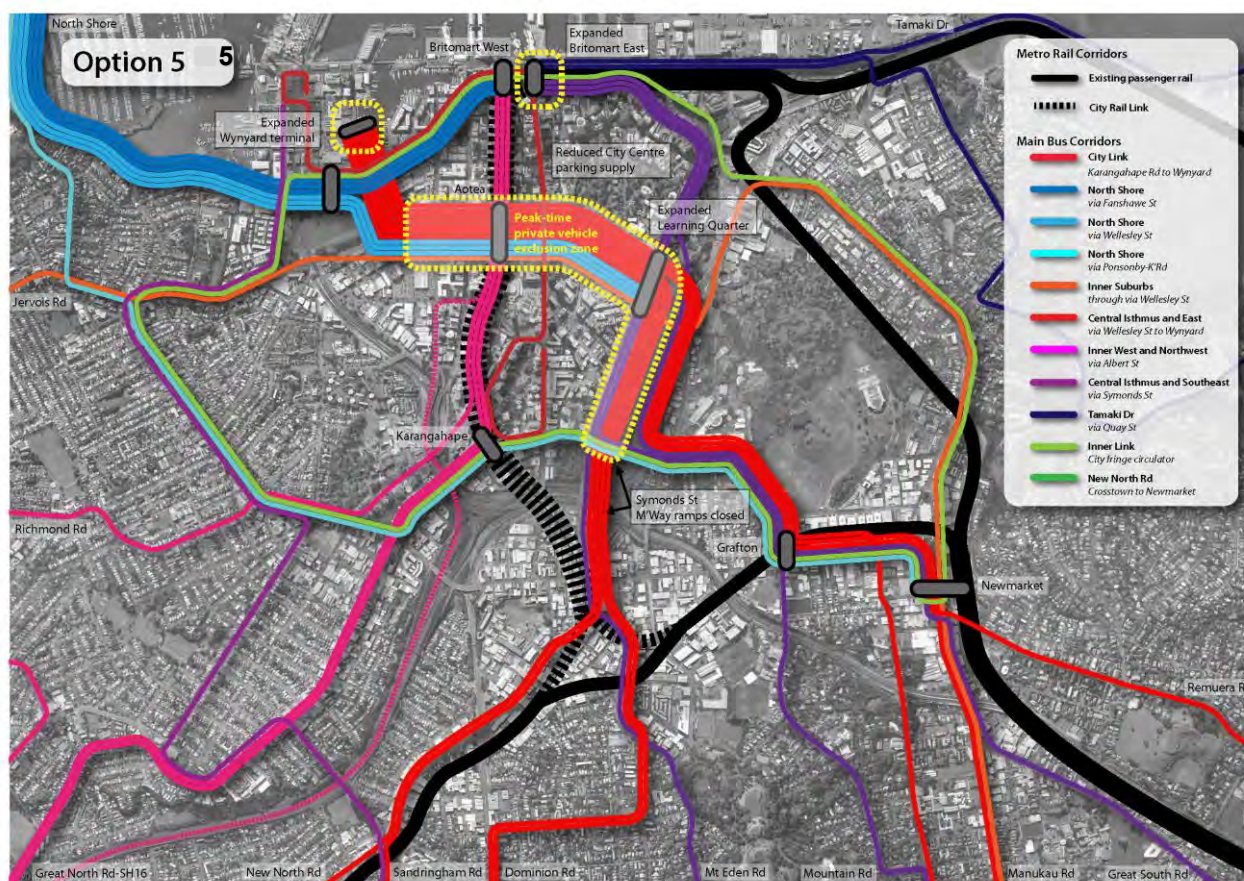 North Shore
Option 5
5
Britomart West
Expanded
Britomart East
Tamaki Dr
Expanded
Wynyard terminal
Reduced City Centre
parking supply
Aotea
Peak-time
private vehicle
exclusion zone
Expanded
Learning Quarter
Jervois Rd
Karangahape
Richmond Rd
Symonds St
M'Way ramps closed
Grafton
Newmarket
Remuera R
Great North Rd-SH16
New North Rd
Sandringham Rd
Dominion Rd
Mt Eden Rd
Mountain Rd
Manukau Rd
Great South Rd
Metro Rail Corridors
Existing passenger rail
City Rail Link
Main Bus Corridors
City Link
Karangahape Rd to Wynyard
North Shore
via Fanshawe St
North Shore
via Wellesley St
North Shore
via Ponsonby-K'Rd
Inner Suburbs
through via Wellesley St
Central Isthmus and East
via Wellesley St to Wynyard
Inner West and Northwest
via Albert St
Central Isthmus and Southeast
via Symonds St
Tamaki Dr
via Quay St
Inner Link
City fringe circulator
New North Rd
Crosstown to Newmarket